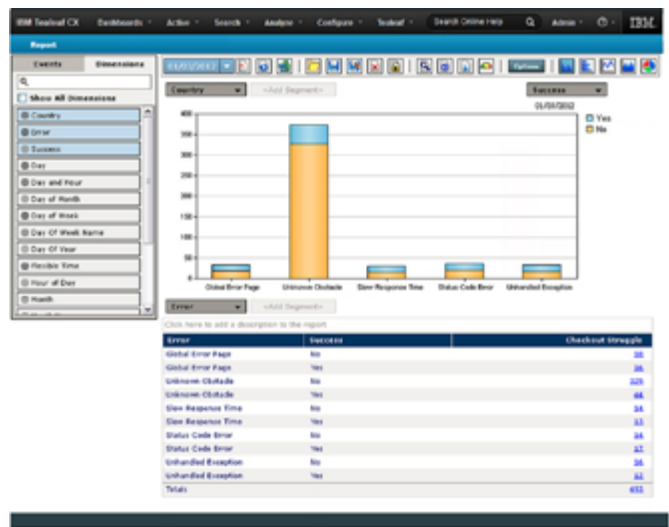 IBM Tealeaf CX Dashboards Active Search Analyze Configure Tealeaf Search Online Help Admin IBM
Report
Events Dimensions 01/03/2012 Options
Show All Dimensions
Country <Add Segment> Success
Country
Error
Success
Day
Day and Hour
Day of Month
Day of Week
Day Of Week Name
Day Of Year
Flexible Time
Hour of Day
Month
Yes
No
400
350
300
250
200
150
100
50
0
Global Error Page Unknown Obstacle Slow Response Time Status Code Error Unhandled Exception
Error <Add Segment>
Click here to add a description to the report
Error Success Checkout Struggle
Global Error Page No
Global Error Page Yes
Unknown Obstacle No 329
Unknown Obstacle Yes 44
Slow Response Time No
Slow Response Time Yes
Status Code Error No
Status Code Error Yes
Unhandled Exception No
Unhandled Exception Yes
Totals